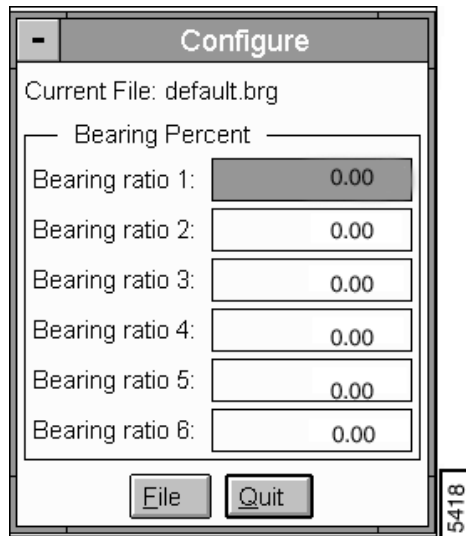 Configure
Current File: default.brg
Bearing Percent
Bearing ratio 1: 0.00
Bearing ratio 2: 0.00
Bearing ratio 3: 0.00
Bearing ratio 4: 0.00
Bearing ratio 5: 0.00
Bearing ratio 6: 0.00
File Quit
5418